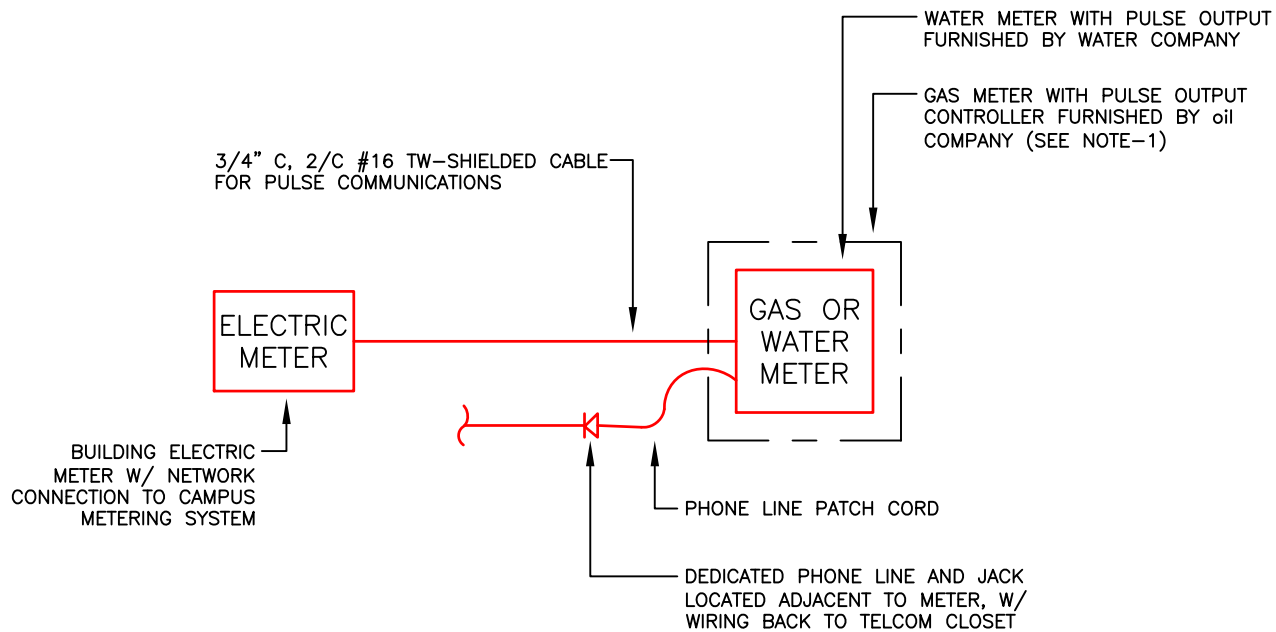 WATER METER WITH PULSE OUTPUT
FURNISHED BY WATER COMPANY
GAS METER WITH PULSE OUTPUT
CONTROLLER FURNISHED BY oil
COMPANY (SEE NOTE-1)
3/4" C, 2/C #16 TW-SHIELDED CABLE
FOR PULSE COMMUNICATIONS
ELECTRIC
METER
GAS OR
WATER
METER
BUILDING ELECTRIC
METER W/ NETWORK
CONNECTION TO CAMPUS
METERING SYSTEM
PHONE LINE PATCH CORD
DEDICATED PHONE LINE AND JACK
LOCATED ADJACENT TO METER, W/
WIRING BACK TO TELCOM CLOSET